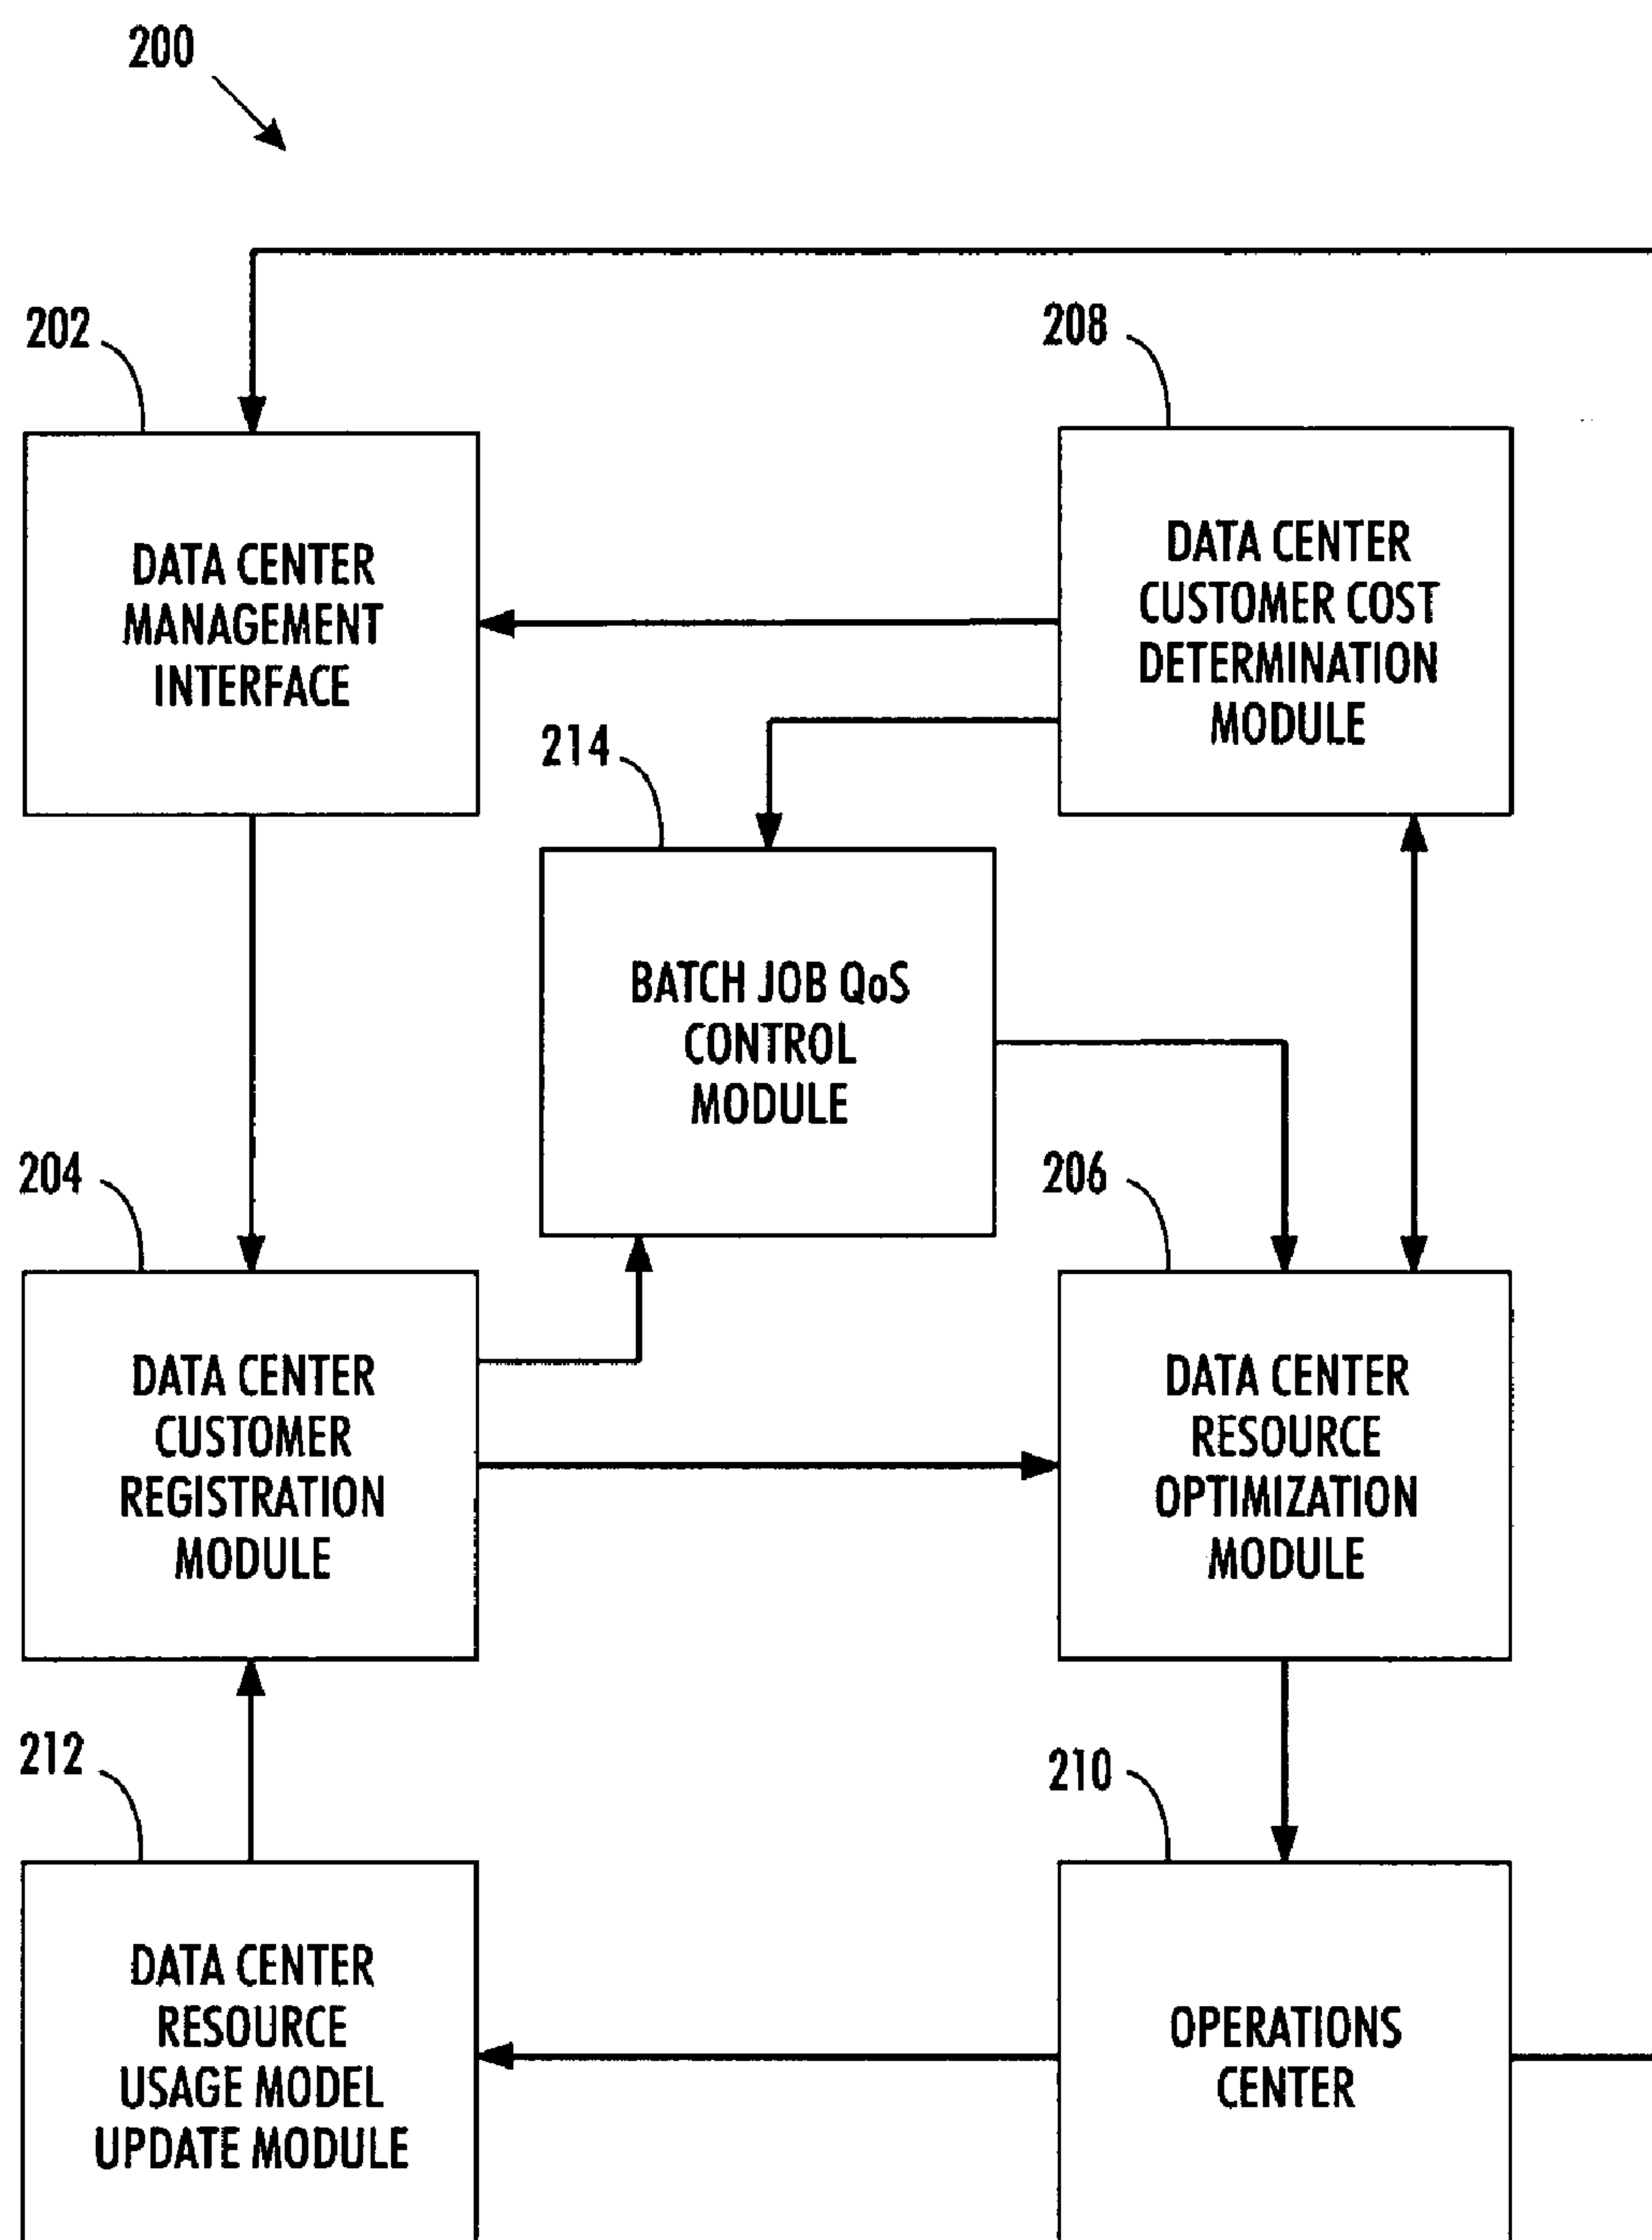 200
202
208
DATA CENTER
MANAGEMENT
INTERFACE
DATA CENTER
CUSTOMER COST
DETERMINATION
MODULE
214
BATCH JOB QoS
CONTROL
MODULE
204
206
DATA CENTER
CUSTOMER
REGISTRATION
MODULE
DATA CENTER
RESOURCE
OPTIMIZATION
MODULE
212
210
DATA CENTER
RESOURCE
USAGE MODEL
UPDATE MODULE
OPERATIONS
CENTER